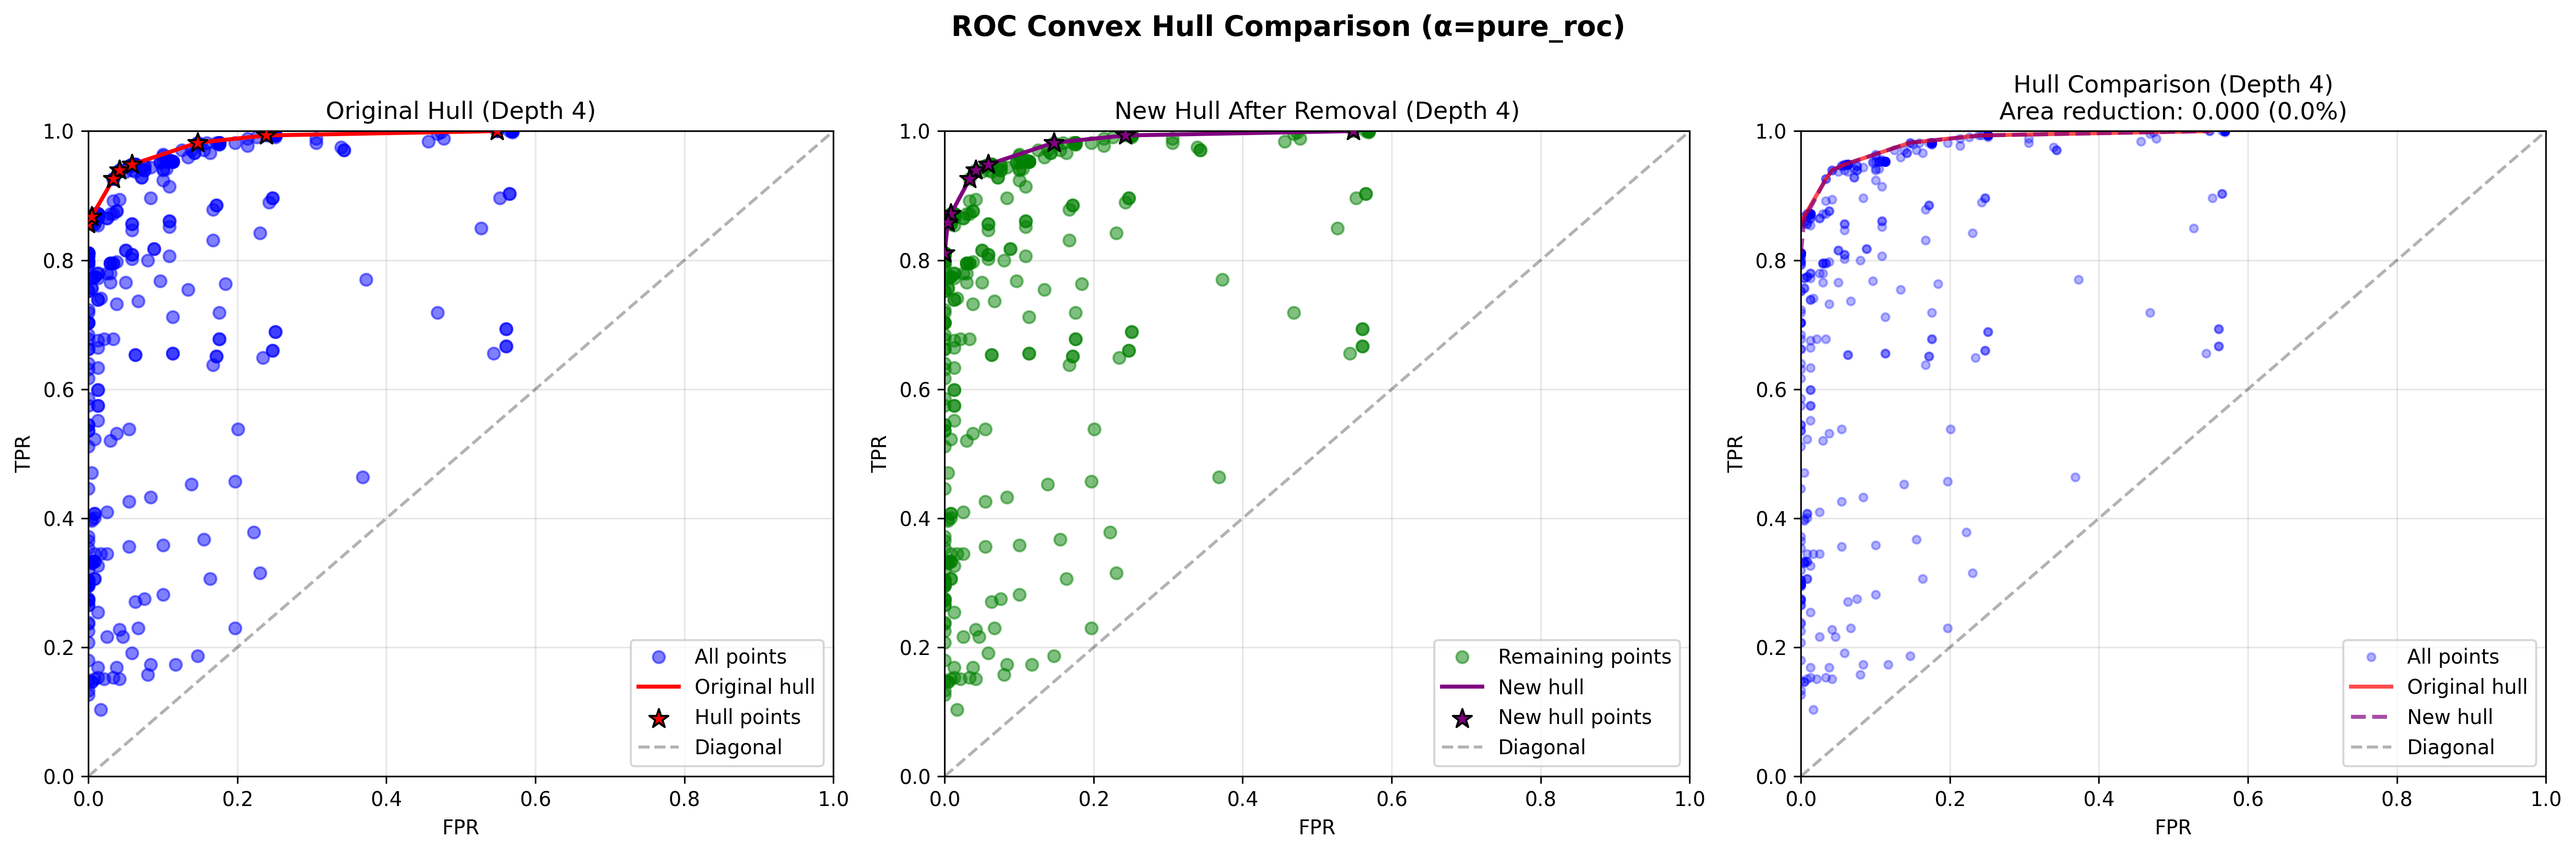 ROC Convex Hull Comparison (α=pure_roc)
Original Hull (Depth 4)
1.0
0.8
0.6
0.4
0.2
0.0
TPR
0.0 0.2 0.4 0.6 0.8 1.0
FPR
All points
Original hull
Hull points
Diagonal
New Hull After Removal (Depth 4)
1.0
0.8
0.6
0.4
0.2
0.0
TPR
0.0 0.2 0.4 0.6 0.8 1.0
FPR
Remaining points
New hull
New hull points
Diagonal
Hull Comparison (Depth 4)
Area reduction: 0.000 (0.0%)
1.0
0.8
0.6
0.4
0.2
0.0
TPR
0.0 0.2 0.4 0.6 0.8 1.0
FPR
All points
Original hull
New hull
Diagonal